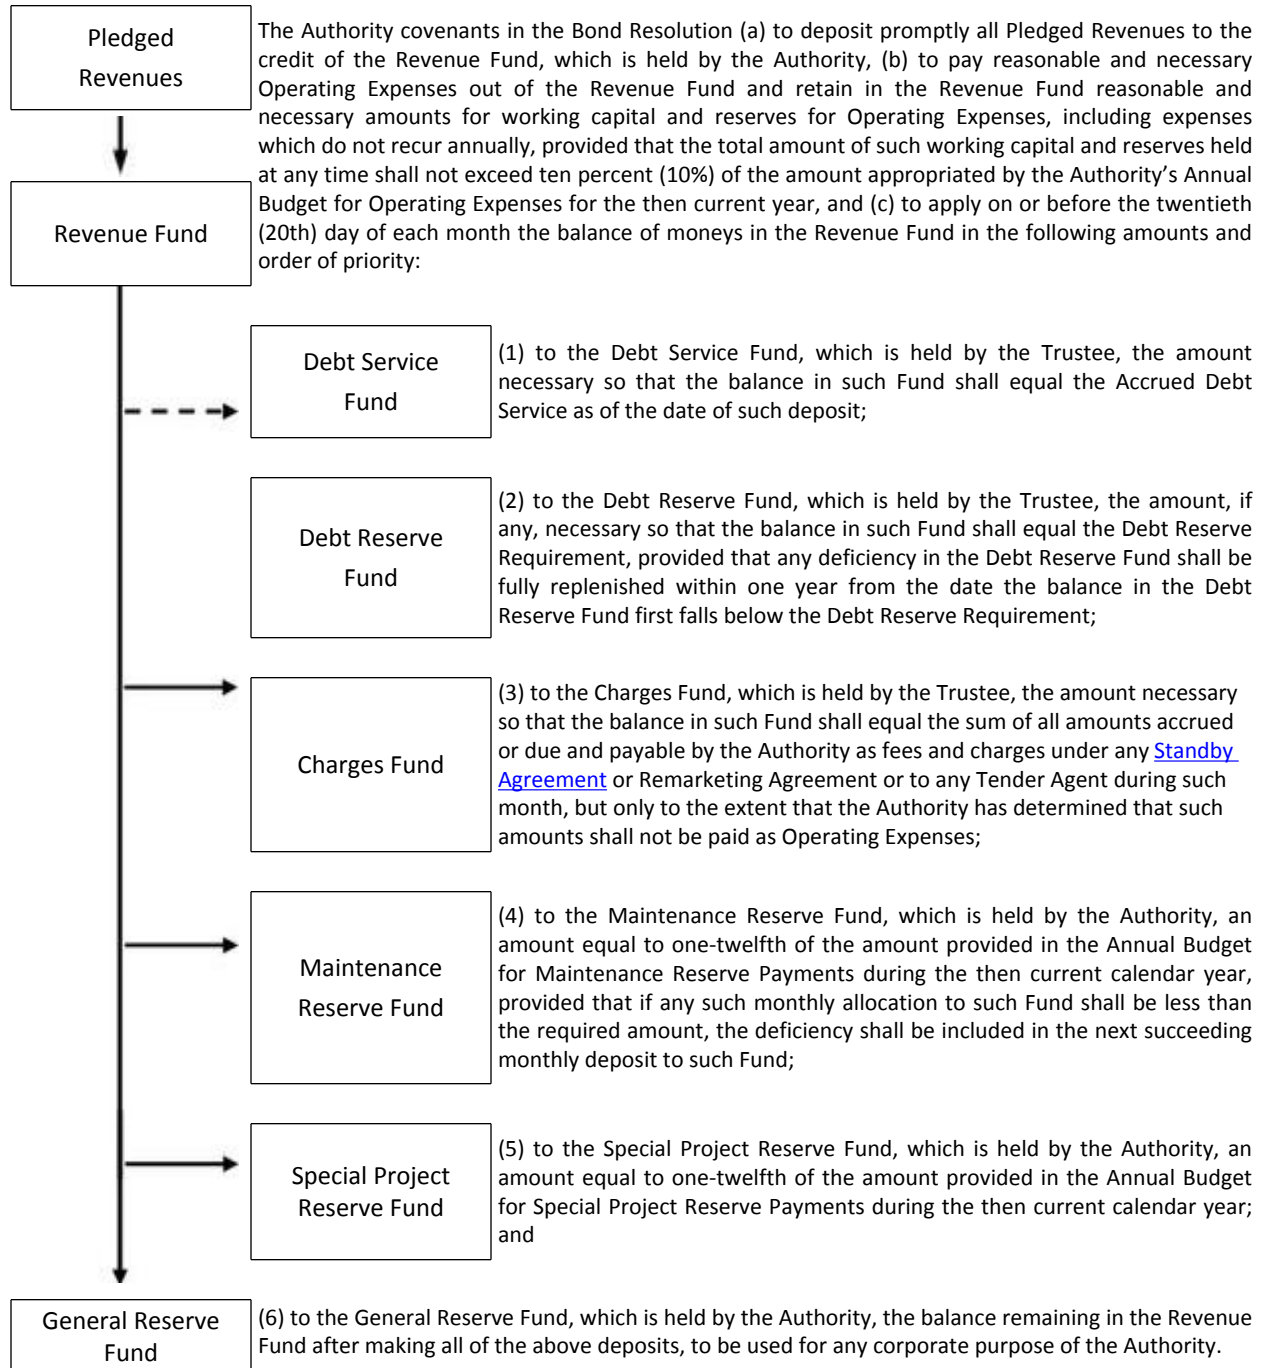 Pledged
Revenues
The Authority covenants in the Bond Resolution (a) to deposit promptly all Pledged Revenues to the
credit of the Revenue Fund, which is held by the Authority, (b) to pay reasonable and necessary
Operating Expenses out of the Revenue Fund and retain in the Revenue Fund reasonable and
necessary amounts for working capital and reserves for Operating Expenses, including expenses
which do not recur annually, provided that the total amount of such working capital and reserves held
at any time shall not exceed ten percent (10%) of the amount appropriated by the Authority’s Annual
Budget for Operating Expenses for the then current year, and (c) to apply on or before the twentieth
(20th) day of each month the balance of moneys in the Revenue Fund in the following amounts and
order of priority:
Revenue Fund
Debt Service
Fund
(1) to the Debt Service Fund, which is held by the Trustee, the amount
necessary so that the balance in such Fund shall equal the Accrued Debt
Service as of the date of such deposit;
Debt Reserve
Fund
(2) to the Debt Reserve Fund, which is held by the Trustee, the amount, if
any, necessary so that the balance in such Fund shall equal the Debt Reserve
Requirement, provided that any deficiency in the Debt Reserve Fund shall be
fully replenished within one year from the date the balance in the Debt
Reserve Fund first falls below the Debt Reserve Requirement;
Charges Fund
(3) to the Charges Fund, which is held by the Trustee, the amount necessary
so that the balance in such Fund shall equal the sum of all amounts accrued
or due and payable by the Authority as fees and charges under any Standby
Agreement or Remarketing Agreement or to any Tender Agent during such
month, but only to the extent that the Authority has determined that such
amounts shall not be paid as Operating Expenses;
Maintenance
Reserve Fund
(4) to the Maintenance Reserve Fund, which is held by the Authority, an
amount equal to one-twelfth of the amount provided in the Annual Budget
for Maintenance Reserve Payments during the then current calendar year,
provided that if any such monthly allocation to such Fund shall be less than
the required amount, the deficiency shall be included in the next succeeding
monthly deposit to such Fund;
Special Project
Reserve Fund
(5) to the Special Project Reserve Fund, which is held by the Authority, an
amount equal to one-twelfth of the amount provided in the Annual Budget
for Special Project Reserve Payments during the then current calendar year;
and
General Reserve
Fund
(6) to the General Reserve Fund, which is held by the Authority, the balance remaining in the Revenue
Fund after making all of the above deposits, to be used for any corporate purpose of the Authority.